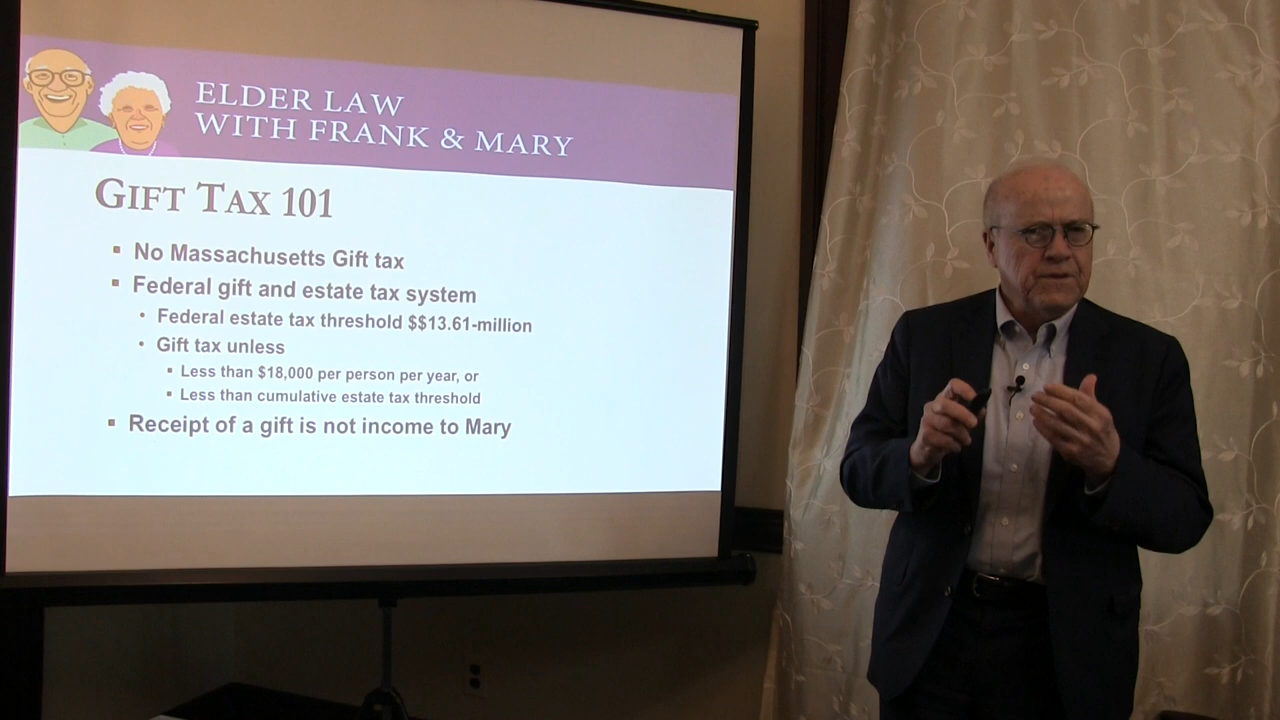 ELDER LAW
WITH FRANK & MARY
GIFT TAX 101
▪ No Massachusetts Gift tax
▪ Federal gift and estate tax system
• Federal estate tax threshold $$13.61-million
• Gift tax unless
▪ Less than $18,000 per person per year, or
▪ Less than cumulative estate tax threshold
▪ Receipt of a gift is not income to Mary